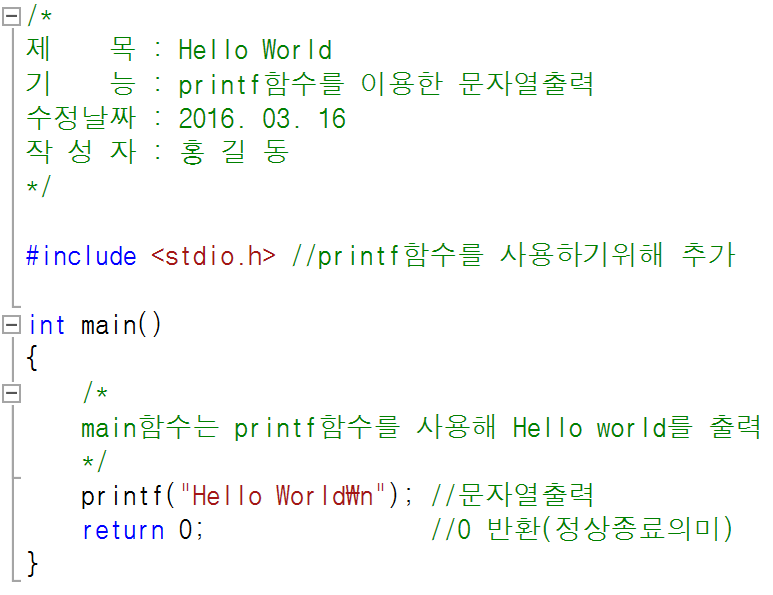 /*
제    목 : Hello World
기    능 : printf함수를 이용한 문자열출력
수정날짜 : 2016. 03. 16
작 성 자 : 홍 길 동
*/
#include <stdio.h> //printf함수를 사용하기위해 추가
int main()
{
/*
main함수는 printf함수를 사용해 Hello world를 출력
*/
printf("Hello World₩n"); //문자열출력
return 0; //0 반환(정상종료의미)
}